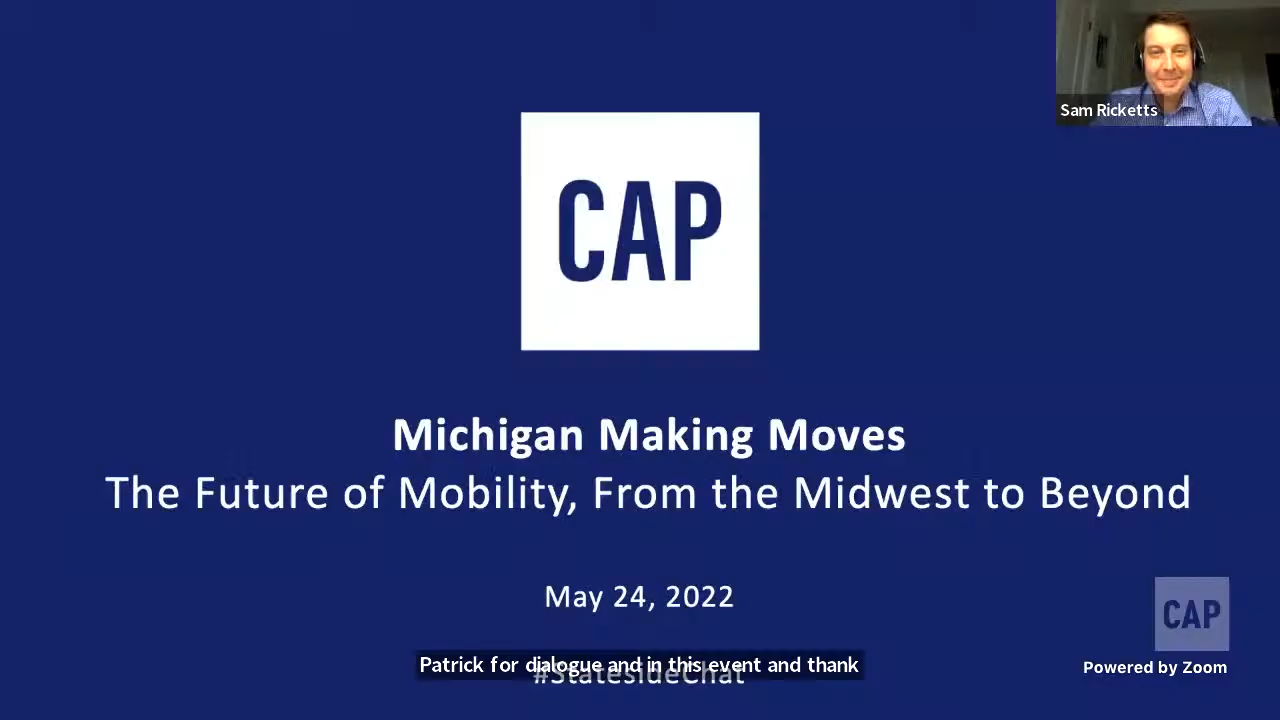 Sam Ricketts
CAP
Michigan Making Moves
The Future of Mobility, From the Midwest to Beyond
May 24, 2022
CAP
Patrick for dialogue and in this event and thank
#StatesideChat
Powered by Zoom